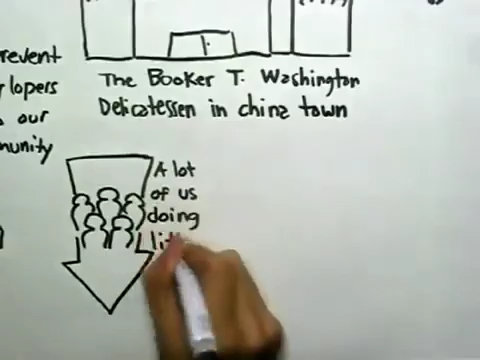 revent
lopers
our
munity
The Booker T. Washington
Delicatessen in china town
A lot
of us
doing